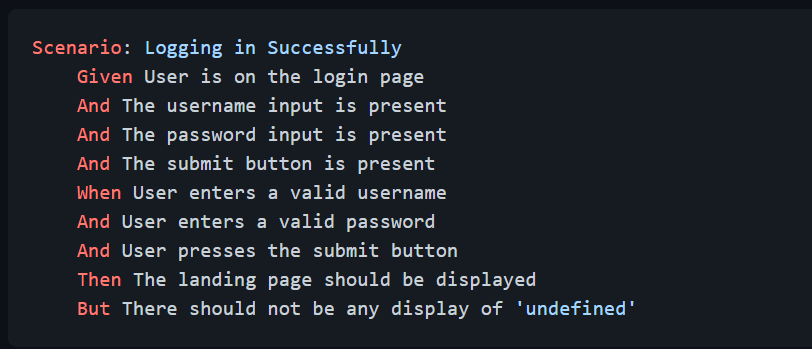 Scenario: Logging in Successfully
Given User is on the login page
And The username input is present
And The password input is present
And The submit button is present
When User enters a valid username
And User enters a valid password
And User presses the submit button
Then The landing page should be displayed
But There should not be any display of 'undefined'